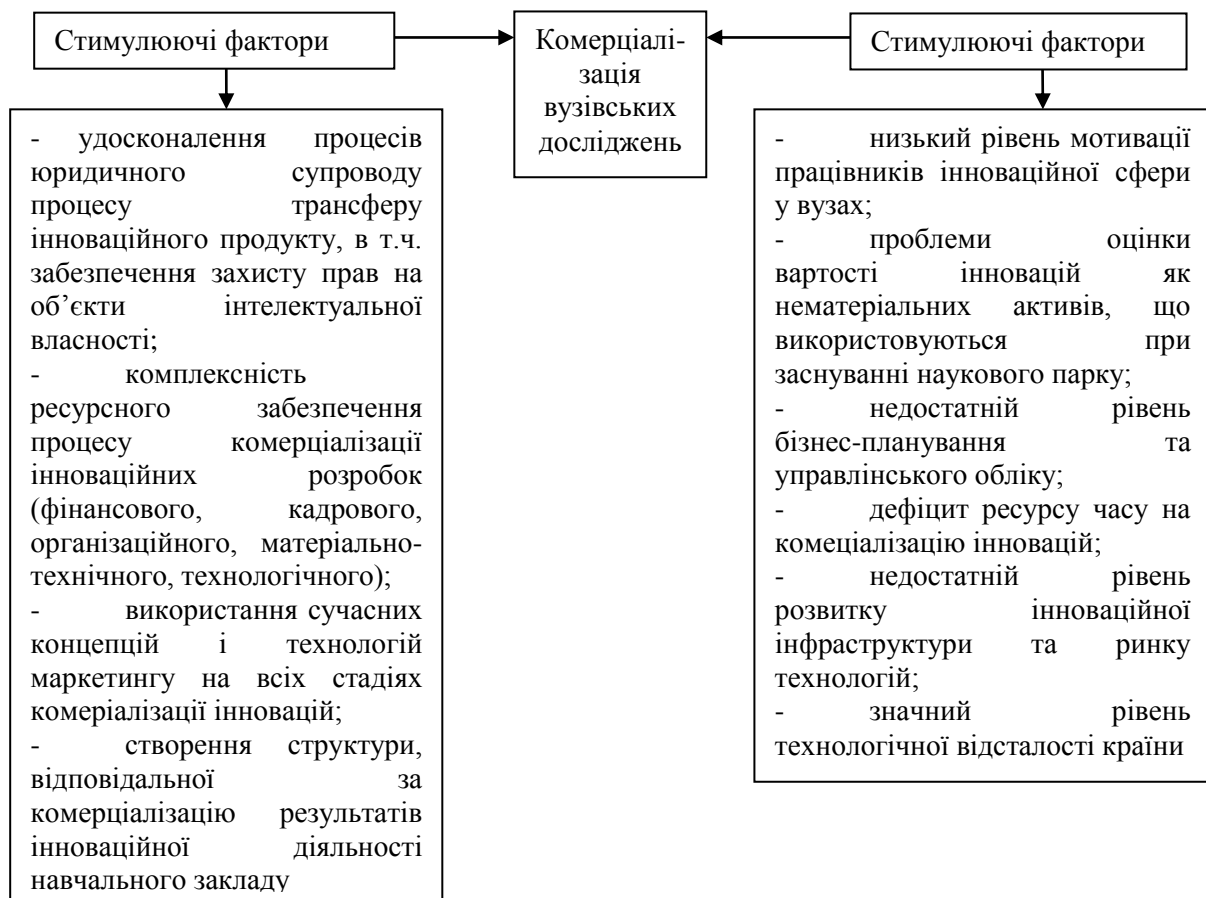 Стимулюючі фактори
Комерціалі-
зація
вузівських
досліджень
Стимулюючі фактори
- удосконалення процесів
юридичного супроводу
процесу трансферу
інноваційного продукту, в т.ч.
забезпечення захисту прав на
об’єкти інтелектуальної
власності;
- комплексність
ресурсного забезпечення
процесу комерціалізації
інноваційних розробок
(фінансового, кадрового,
організаційного, матеріально-
технічного, технологічного);
- використання сучасних
концепцій і технологій
маркетингу на всіх стадіях
комеріалізації інновацій;
- створення структури,
відповідальної за
комерціалізацію результатів
інноваційної діяльності
навчального закладу
- низький рівень мотивації
працівників інноваційної сфери
у вузах;
- проблеми оцінки
вартості інновацій як
нематеріальних активів, що
використовуються при
заснуванні наукового парку;
- недостатній рівень
бізнес-планування та
управлінського обліку;
- дефіцит ресурсу часу на
комеціалізацію інновацій;
- недостатній рівень
розвитку інноваційної
інфраструктури та ринку
технологій;
- значний рівень
технологічної відсталості країни